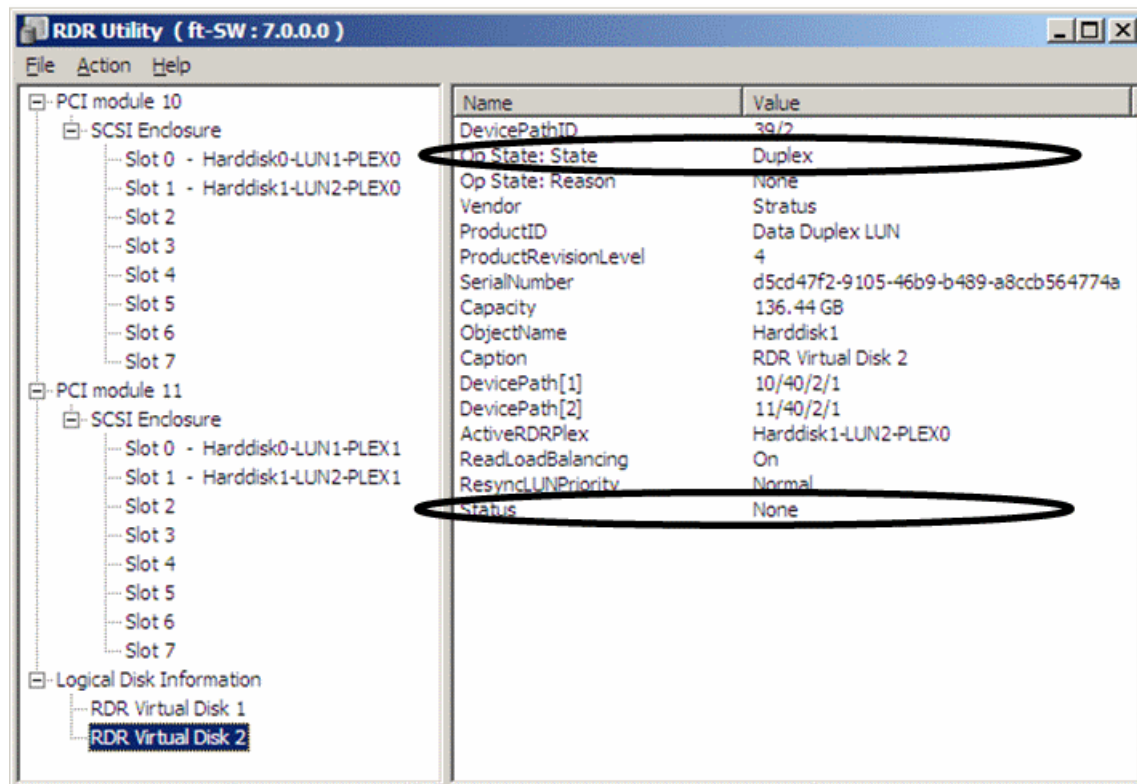 RDR Utility ( ft-SW : 7.0.0.0 )
File Action Help
PCI module 10
SCSI Enclosure
Slot 0 - Harddisk0-LUN1-PLEX0
Slot 1 - Harddisk1-LUN2-PLEX0
Slot 2
Slot 3
Slot 4
Slot 5
Slot 6
Slot 7
PCI module 11
SCSI Enclosure
Slot 0 - Harddisk0-LUN1-PLEX1
Slot 1 - Harddisk1-LUN2-PLEX1
Slot 2
Slot 3
Slot 4
Slot 5
Slot 6
Slot 7
Logical Disk Information
RDR Virtual Disk 1
RDR Virtual Disk 2
Name Value
DevicePathID 39/2
Op State: State Duplex
Op State: Reason None
Vendor Stratus
ProductID Data Duplex LUN
ProductRevisionLevel 4
SerialNumber d5cd47f2-9105-46b9-b489-a8ccb564774a
Capacity 136.44 GB
ObjectName Harddisk1
Caption RDR Virtual Disk 2
DevicePath[1] 10/40/2/1
DevicePath[2] 11/40/2/1
ActiveRDRPlex Harddisk1-LUN2-PLEX0
ReadLoadBalancing On
ResyncLUNPriority Normal
Status None